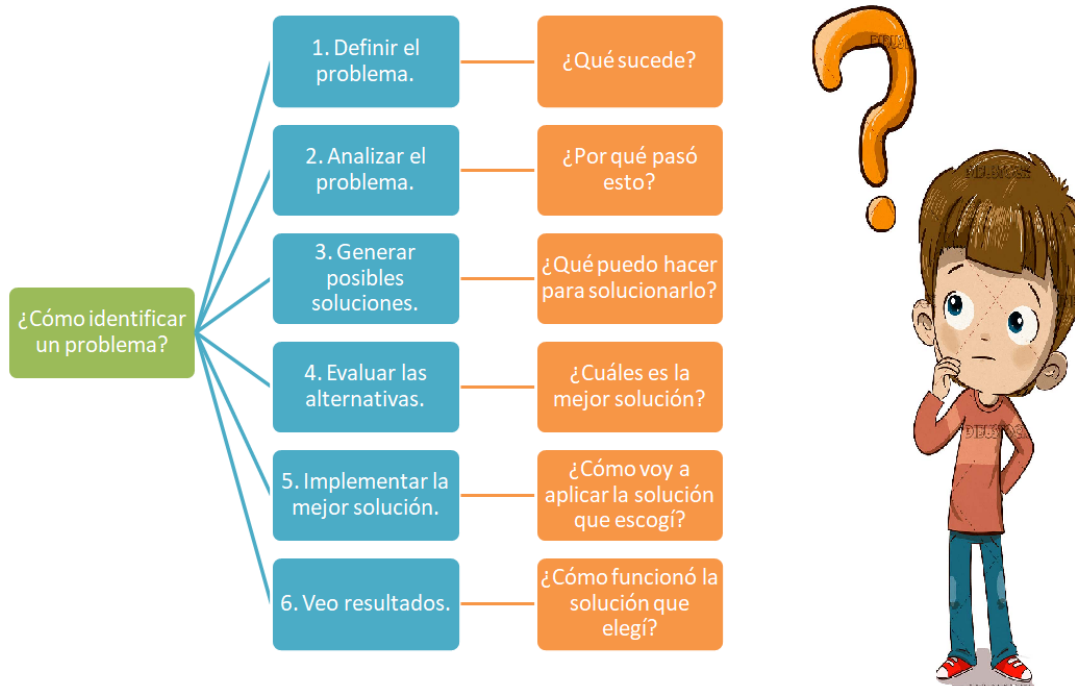 ¿Cómo identificar
un problema?
1. Definir el
problema.
¿Qué sucede?
2. Analizar el
problema.
¿Por qué pasó
esto?
3. Generar
posibles
soluciones.
¿Qué puedo hacer
para solucionarlo?
4. Evaluar las
alternativas.
¿Cuáles es la
mejor solución?
5. Implementar la
mejor solución.
¿Cómo voy a
aplicar la solución
que escogí?
6. Veo resultados.
¿Cómo funcionó la
solución que
elegí?